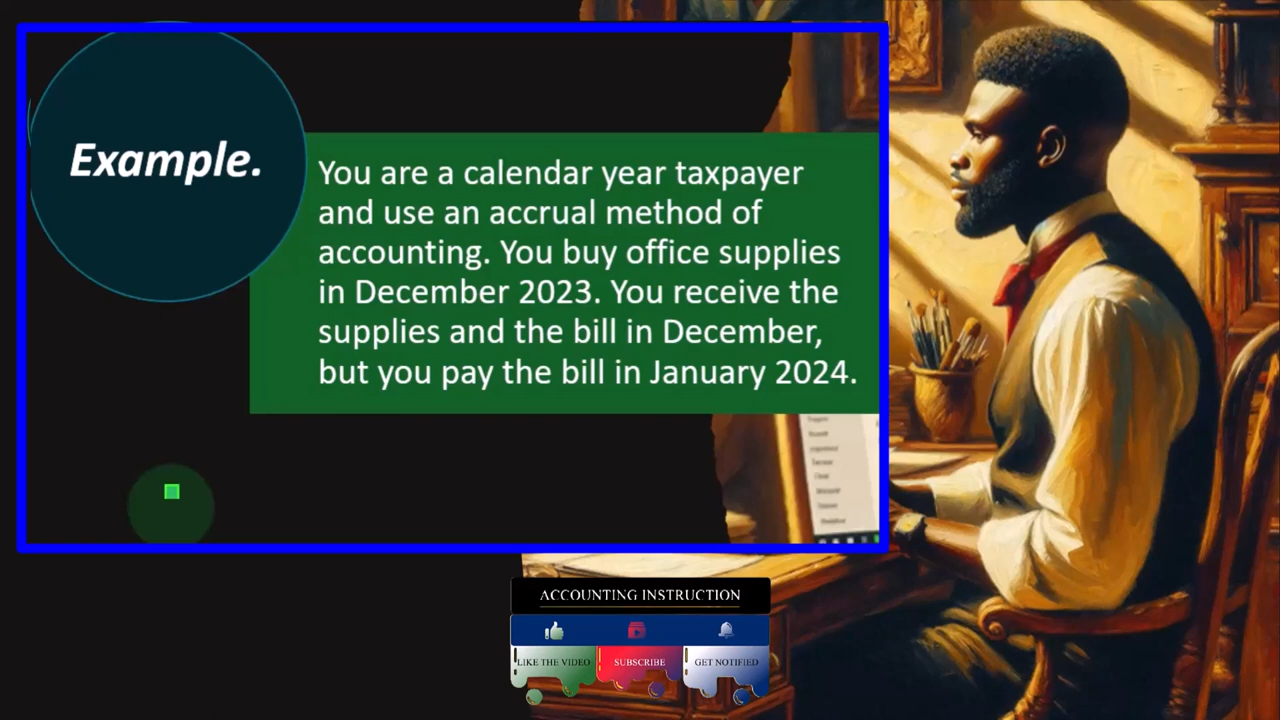 Example.
You are a calendar year taxpayer
and use an accrual method of
accounting. You buy office supplies
in December 2023. You receive the
supplies and the bill in December,
but you pay the bill in January 2024.
ACCOUNTING INSTRUCTION
LIKE THE VIDEO
SUBSCRIBE
GET NOTIFIED